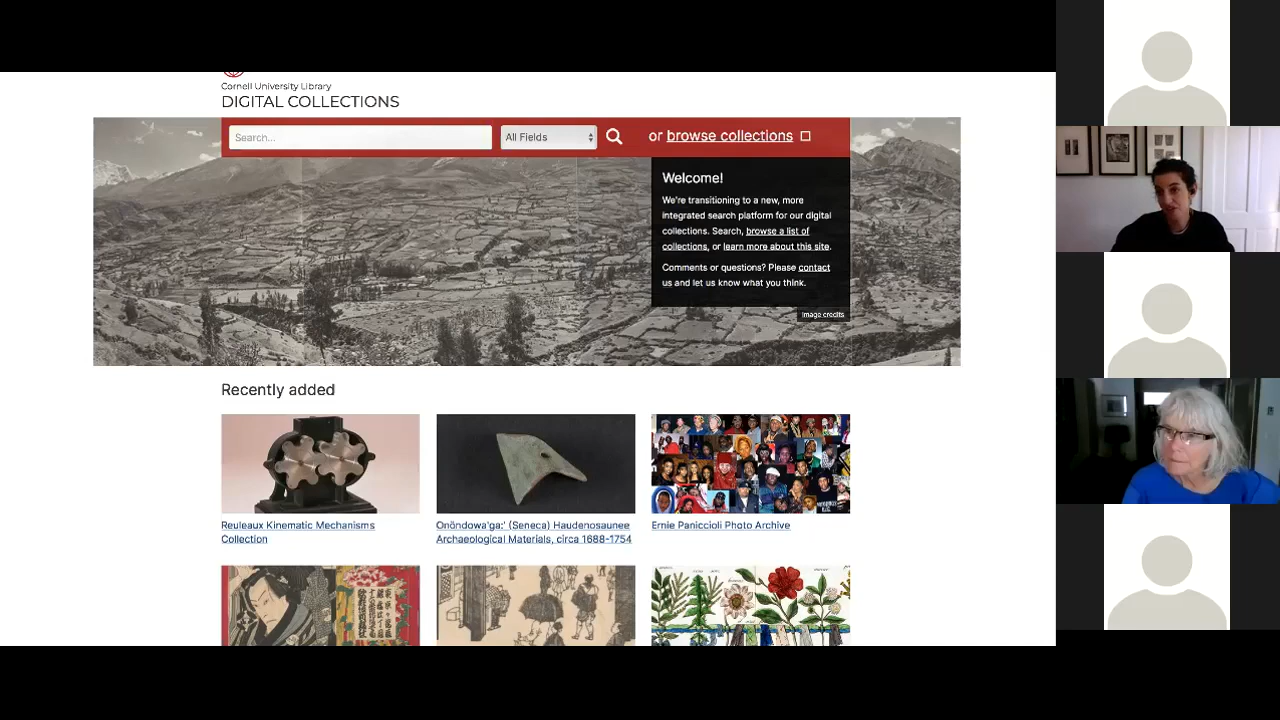 Cornell University Library
DIGITAL COLLECTIONS
Search...
All Fields
or browse collections
Welcome!
We're transitioning to a new, more
integrated search platform for our digital
collections. Search, browse a list of
collections, or learn more about this site.
Comments or questions? Please contact
us and let us know what you think.
Image credits
Recently added
Reuleaux Kinematic Mechanisms
Collection
Onöndowa'ga:' (Seneca) Haudenosaunee
Archaeological Materials, circa 1688-1754
Ernie Paniccioli Photo Archive